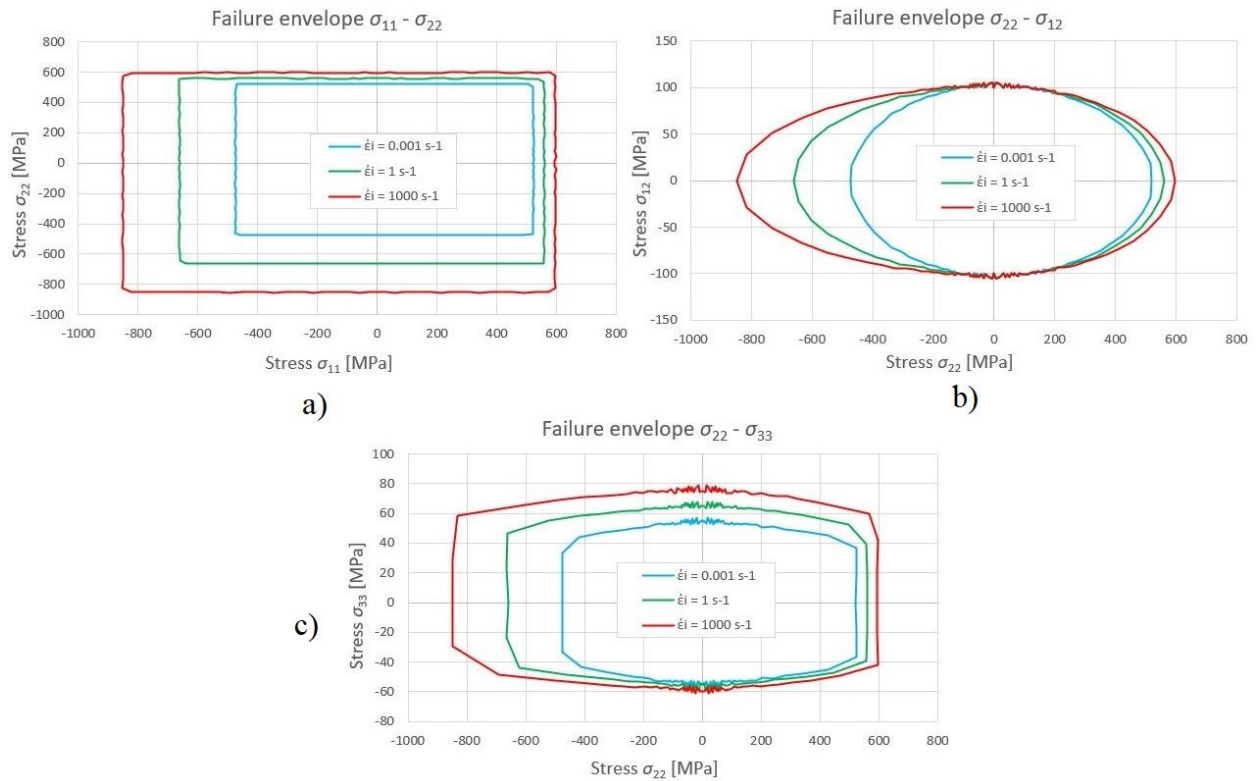 Failure envelope σ11 - σ22
800
600
400
200
0
-200
-400
-600
-800
-1000
-1000 -800 -600 -400 -200 0 200 400 600 800
Stress σ22 [MPa]
Stress σ11 [MPa]
ε̇i = 0.001 s-1
ε̇i = 1 s-1
ε̇i = 1000 s-1
a)
Failure envelope σ22 - σ12
150
100
50
0
-50
-100
-150
-1000 -800 -600 -400 -200 0 200 400 600 800
Stress σ12 [MPa]
Stress σ22 [MPa]
ε̇i = 0.001 s-1
ε̇i = 1 s-1
ε̇i = 1000 s-1
b)
Failure envelope σ22 - σ33
100
80
60
40
20
0
-20
-40
-60
-80
-1000 -800 -600 -400 -200 0 200 400 600 800
Stress σ33 [MPa]
Stress σ22 [MPa]
ε̇i = 0.001 s-1
ε̇i = 1 s-1
ε̇i = 1000 s-1
c)